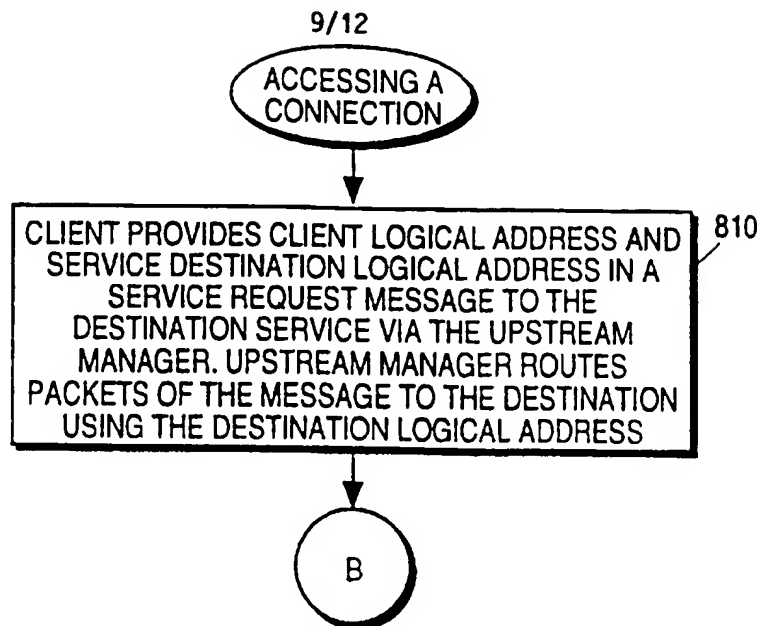 9/12
ACCESSING A
CONNECTION
CLIENT PROVIDES CLIENT LOGICAL ADDRESS AND
SERVICE DESTINATION LOGICAL ADDRESS IN A
SERVICE REQUEST MESSAGE TO THE
DESTINATION SERVICE VIA THE UPSTREAM
MANAGER. UPSTREAM MANAGER ROUTES
PACKETS OF THE MESSAGE TO THE DESTINATION
USING THE DESTINATION LOGICAL ADDRESS
810
B